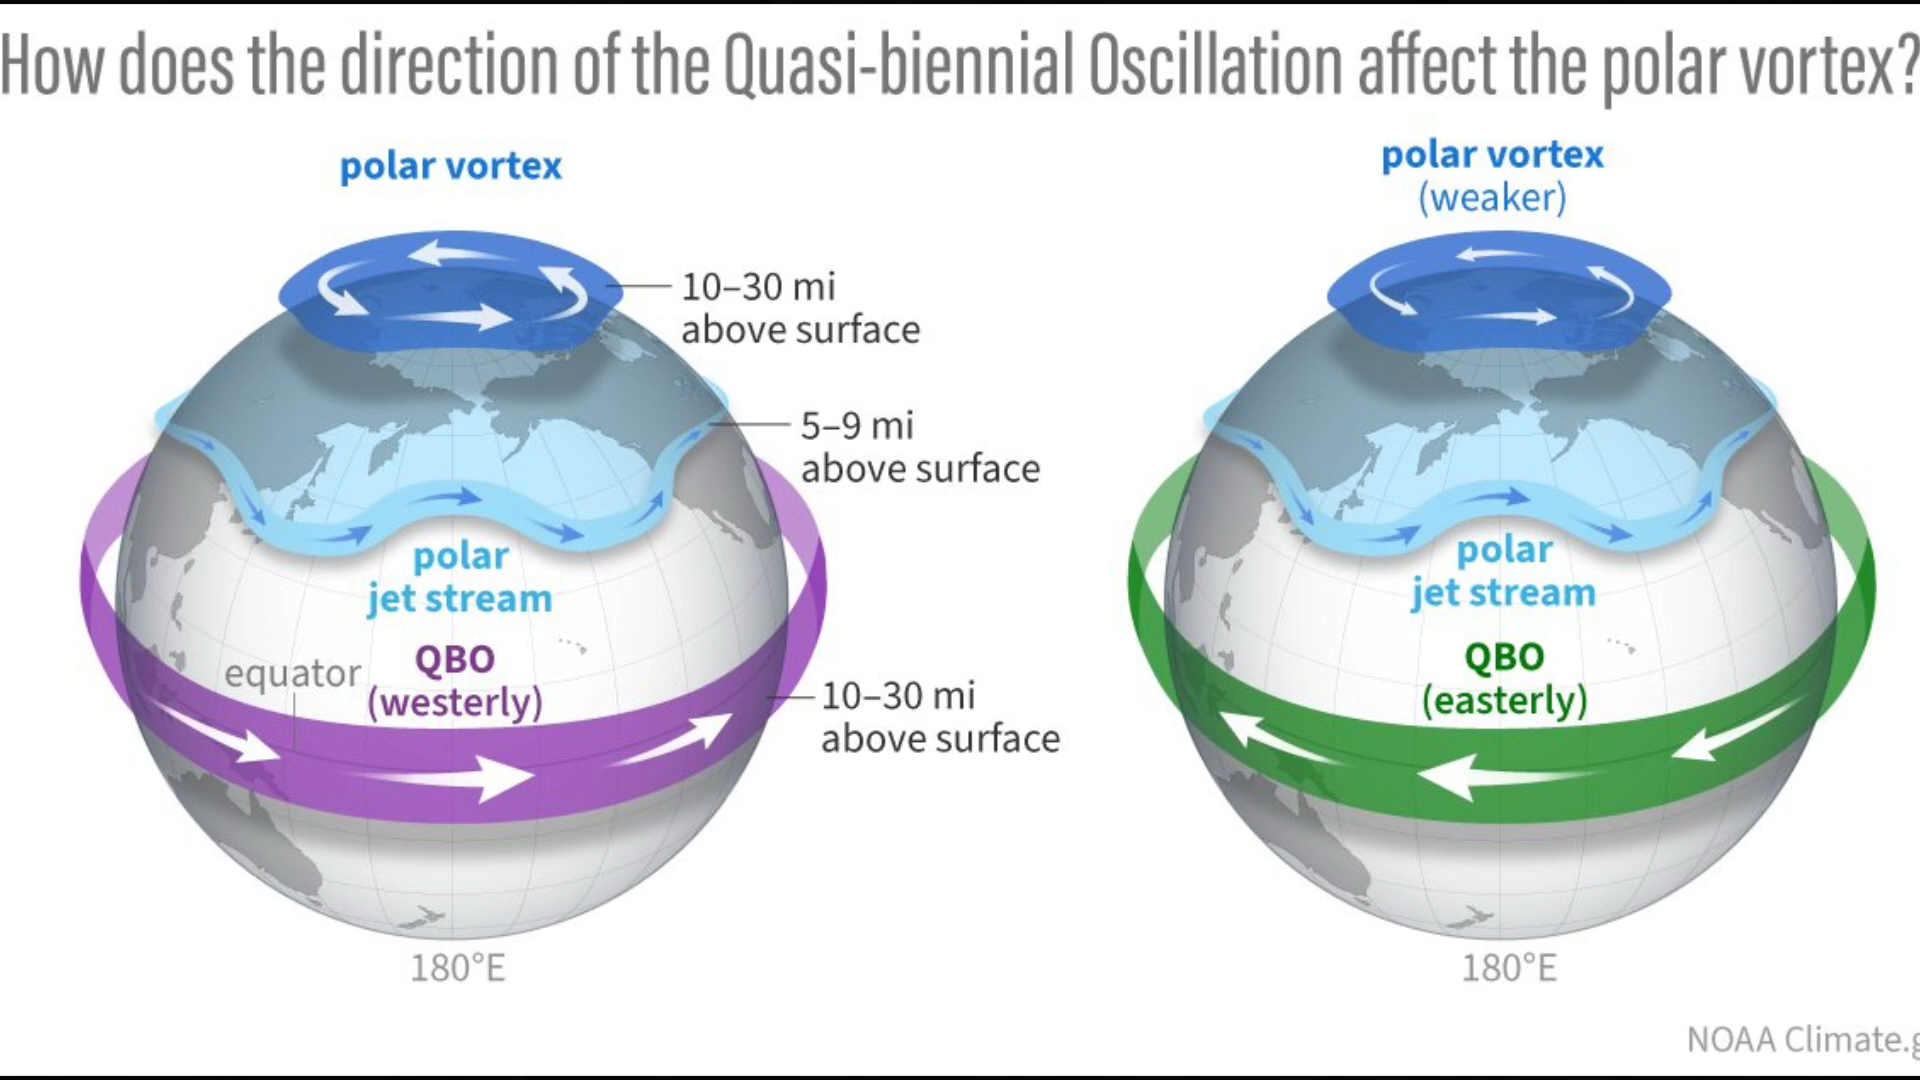 How does the direction of the Quasi-biennial Oscillation affect the polar vortex?
polar vortex
10–30 mi
above surface
5–9 mi
above surface
polar
jet stream
equator
QBO
(westerly)
10–30 mi
above surface
180°E
polar vortex
(weaker)
polar
jet stream
QBO
(easterly)
180°E
NOAA Climate.g